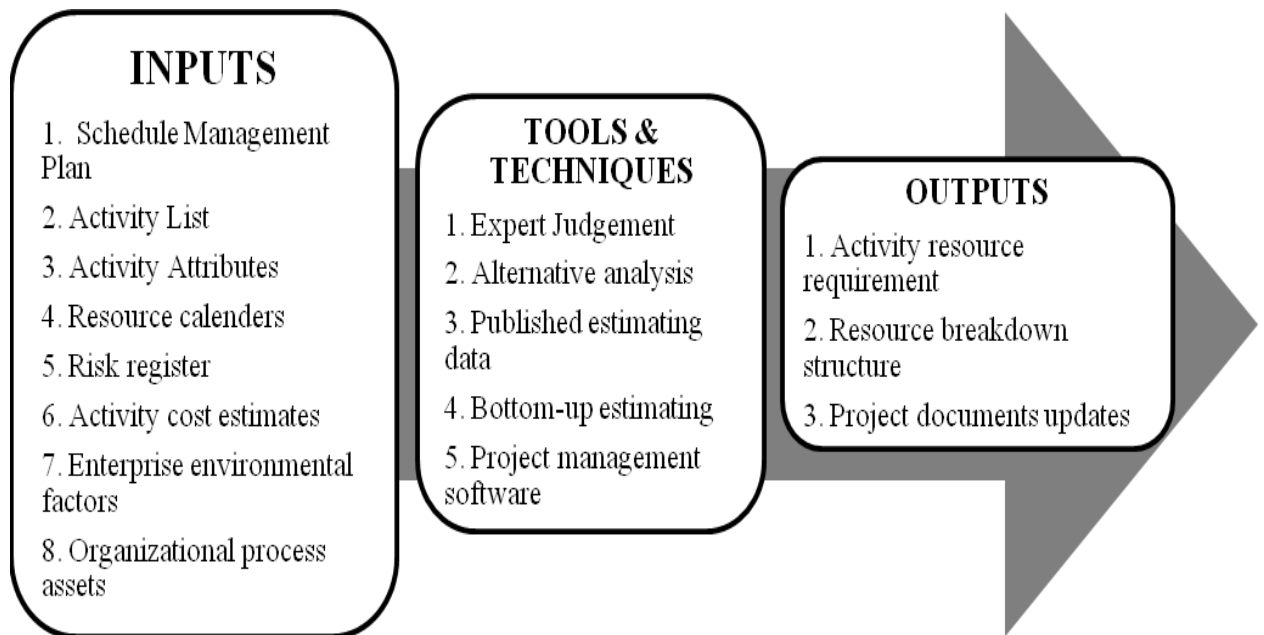 INPUTS
1. Schedule Management
Plan
2. Activity List
3. Activity Attributes
4. Resource calenders
5. Risk register
6. Activity cost estimates
7. Enterprise environmental
factors
8. Organizational process
assets
TOOLS &
TECHNIQUES
1. Expert Judgement
2. Alternative analysis
3. Published estimating
data
4. Bottom-up estimating
5. Project management
software
OUTPUTS
1. Activity resource
requirement
2. Resource breakdown
structure
3. Project documents updates